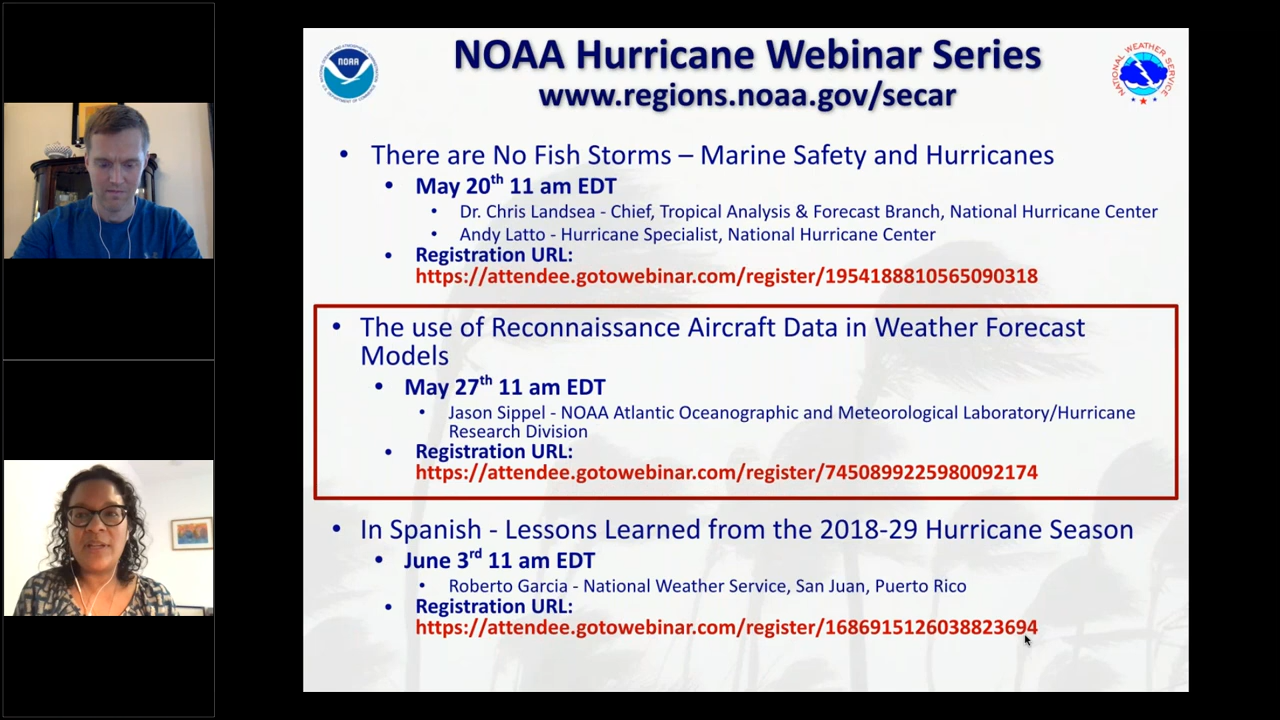 NOAA Hurricane Webinar Series
www.regions.noaa.gov/secar
NOAA
NATIONAL WEATHER SERVICE
• There are No Fish Storms – Marine Safety and Hurricanes
• May 20th 11 am EDT
• Dr. Chris Landsea - Chief, Tropical Analysis & Forecast Branch, National Hurricane Center
• Andy Latto - Hurricane Specialist, National Hurricane Center
• Registration URL:
https://attendee.gotowebinar.com/register/1954188810565090318
• The use of Reconnaissance Aircraft Data in Weather Forecast
Models
• May 27th 11 am EDT
• Jason Sippel - NOAA Atlantic Oceanographic and Meteorological Laboratory/Hurricane
Research Division
• Registration URL:
https://attendee.gotowebinar.com/register/7450899225980092174
• In Spanish - Lessons Learned from the 2018-29 Hurricane Season
• June 3rd 11 am EDT
• Roberto Garcia - National Weather Service, San Juan, Puerto Rico
• Registration URL:
https://attendee.gotowebinar.com/register/1686915126038823694